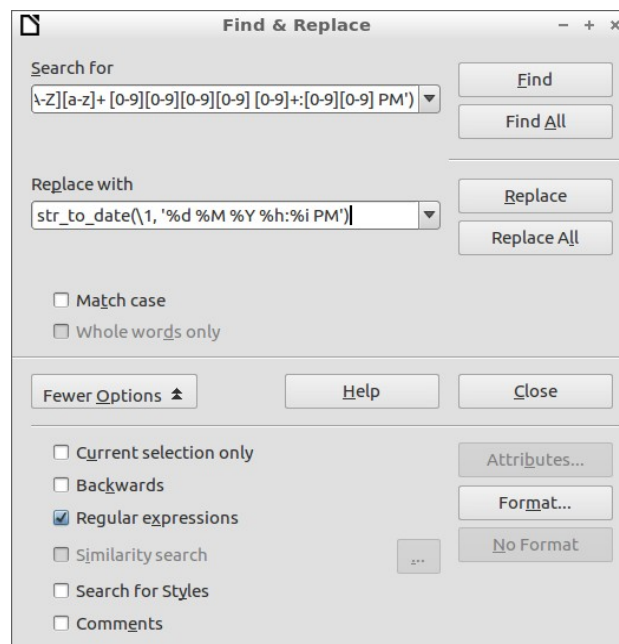 Find & Replace
Search for
A-Z][a-z]+ [0-9][0-9][0-9][0-9] [0-9]+:[0-9][0-9] PM')
Find
Find All
Replace with
str_to_date(\1, '%d %M %Y %h:%i PM')
Replace
Replace All
Match case
Whole words only
Fewer Options
Help
Close
Current selection only
Attributes...
Backwards
Format...
Regular expressions
No Format
Similarity search
...
Search for Styles
Comments